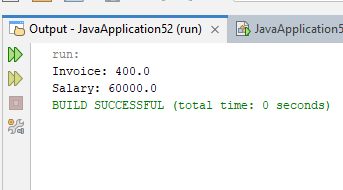 Output - JavaApplication52 (run)
JavaApplication5
run:
Invoice: 400.0
Salary: 60000.0
BUILD SUCCESSFUL (total time: 0 seconds)